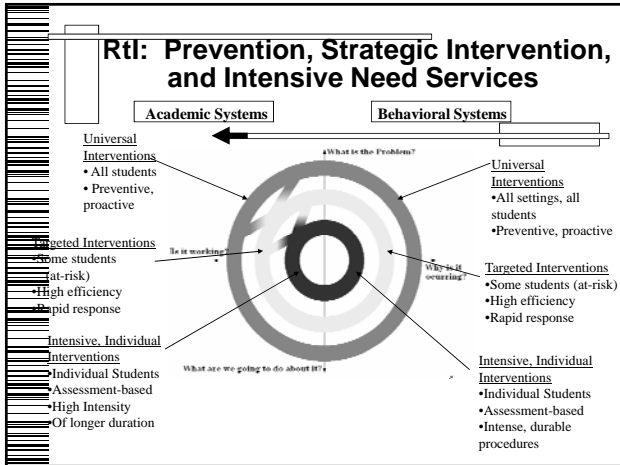 RtI: Prevention, Strategic Intervention,
and Intensive Need Services
Academic Systems
Behavioral Systems
Universal
Interventions
• All students
• Preventive,
proactive
Targeted Interventions
•Some students
(at-risk)
•High efficiency
•Rapid response
Intensive, Individual
Interventions
•Individual Students
•Assessment-based
•High Intensity
•Of longer duration
What is the Problem?
Is it working?
Why is it
ocurring?
What are we going to do about it?
Universal
Interventions
•All settings, all
students
•Preventive, proactive
Targeted Interventions
•Some students (at-risk)
•High efficiency
•Rapid response
Intensive, Individual
Interventions
•Individual Students
•Assessment-based
•Intense, durable
procedures